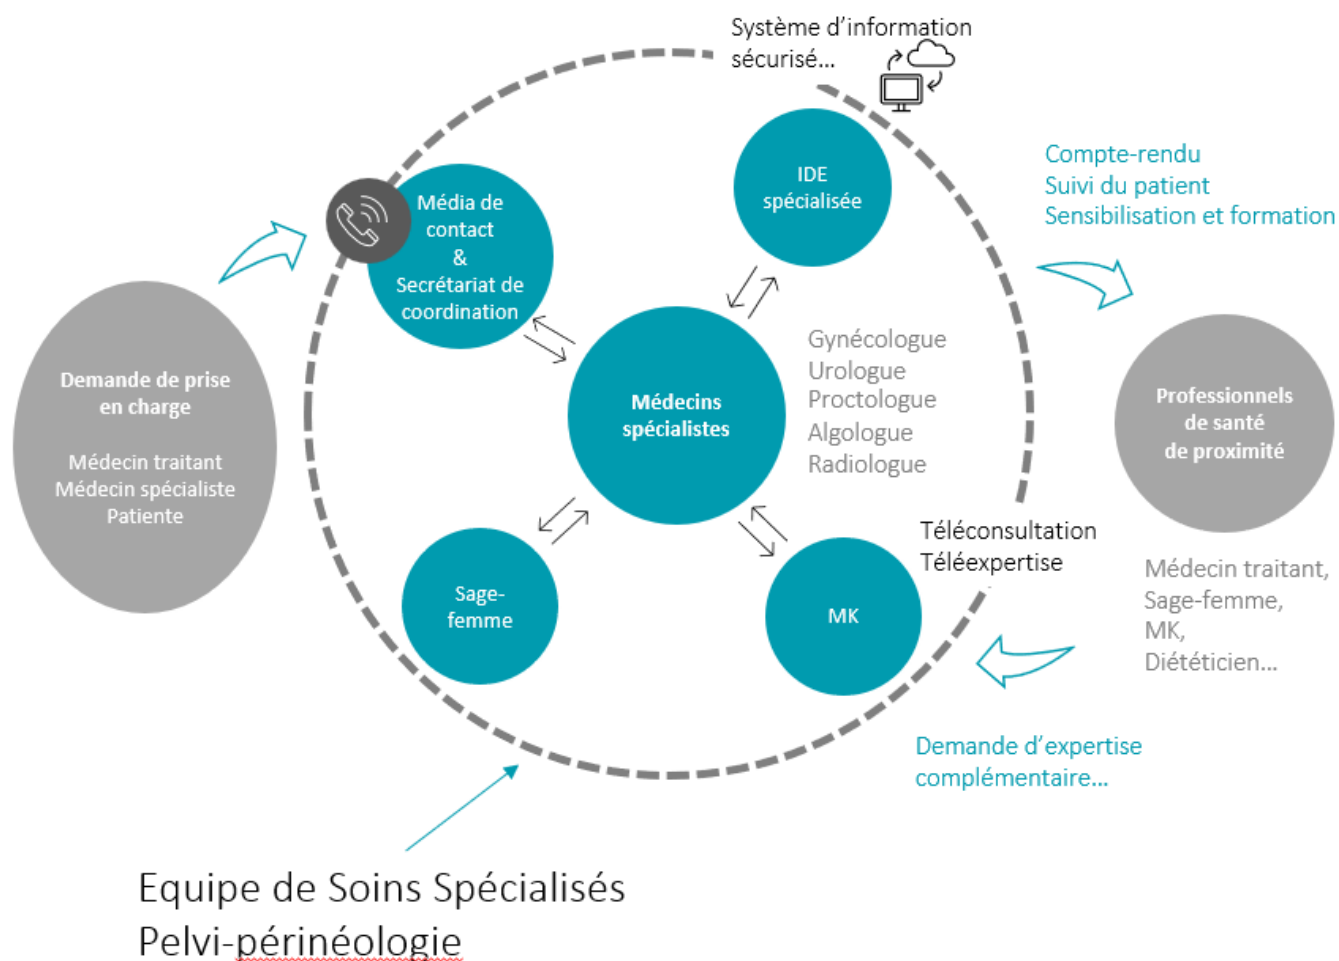 Système d’information
sécurisé…
Compte-rendu
Suivi du patient
Sensibilisation et formation
IDE
spécialisée
Média de
contact
&
Secrétariat de
coordination
Demande de prise
en charge
Médecin traitant
Médecin spécialiste
Patiente
Médecins
spécialistes
Gynécologue
Urologue
Proctologue
Algologue
Radiologue
Professionnels
de santé
de proximité
Médecin traitant,
Sage-femme,
MK,
Diététicien…
Téléconsultation
Téléexpertise
Sage-
femme
MK
Demande d’expertise
complémentaire…
Equipe de Soins Spécialisés
Pelvi-périnéologie